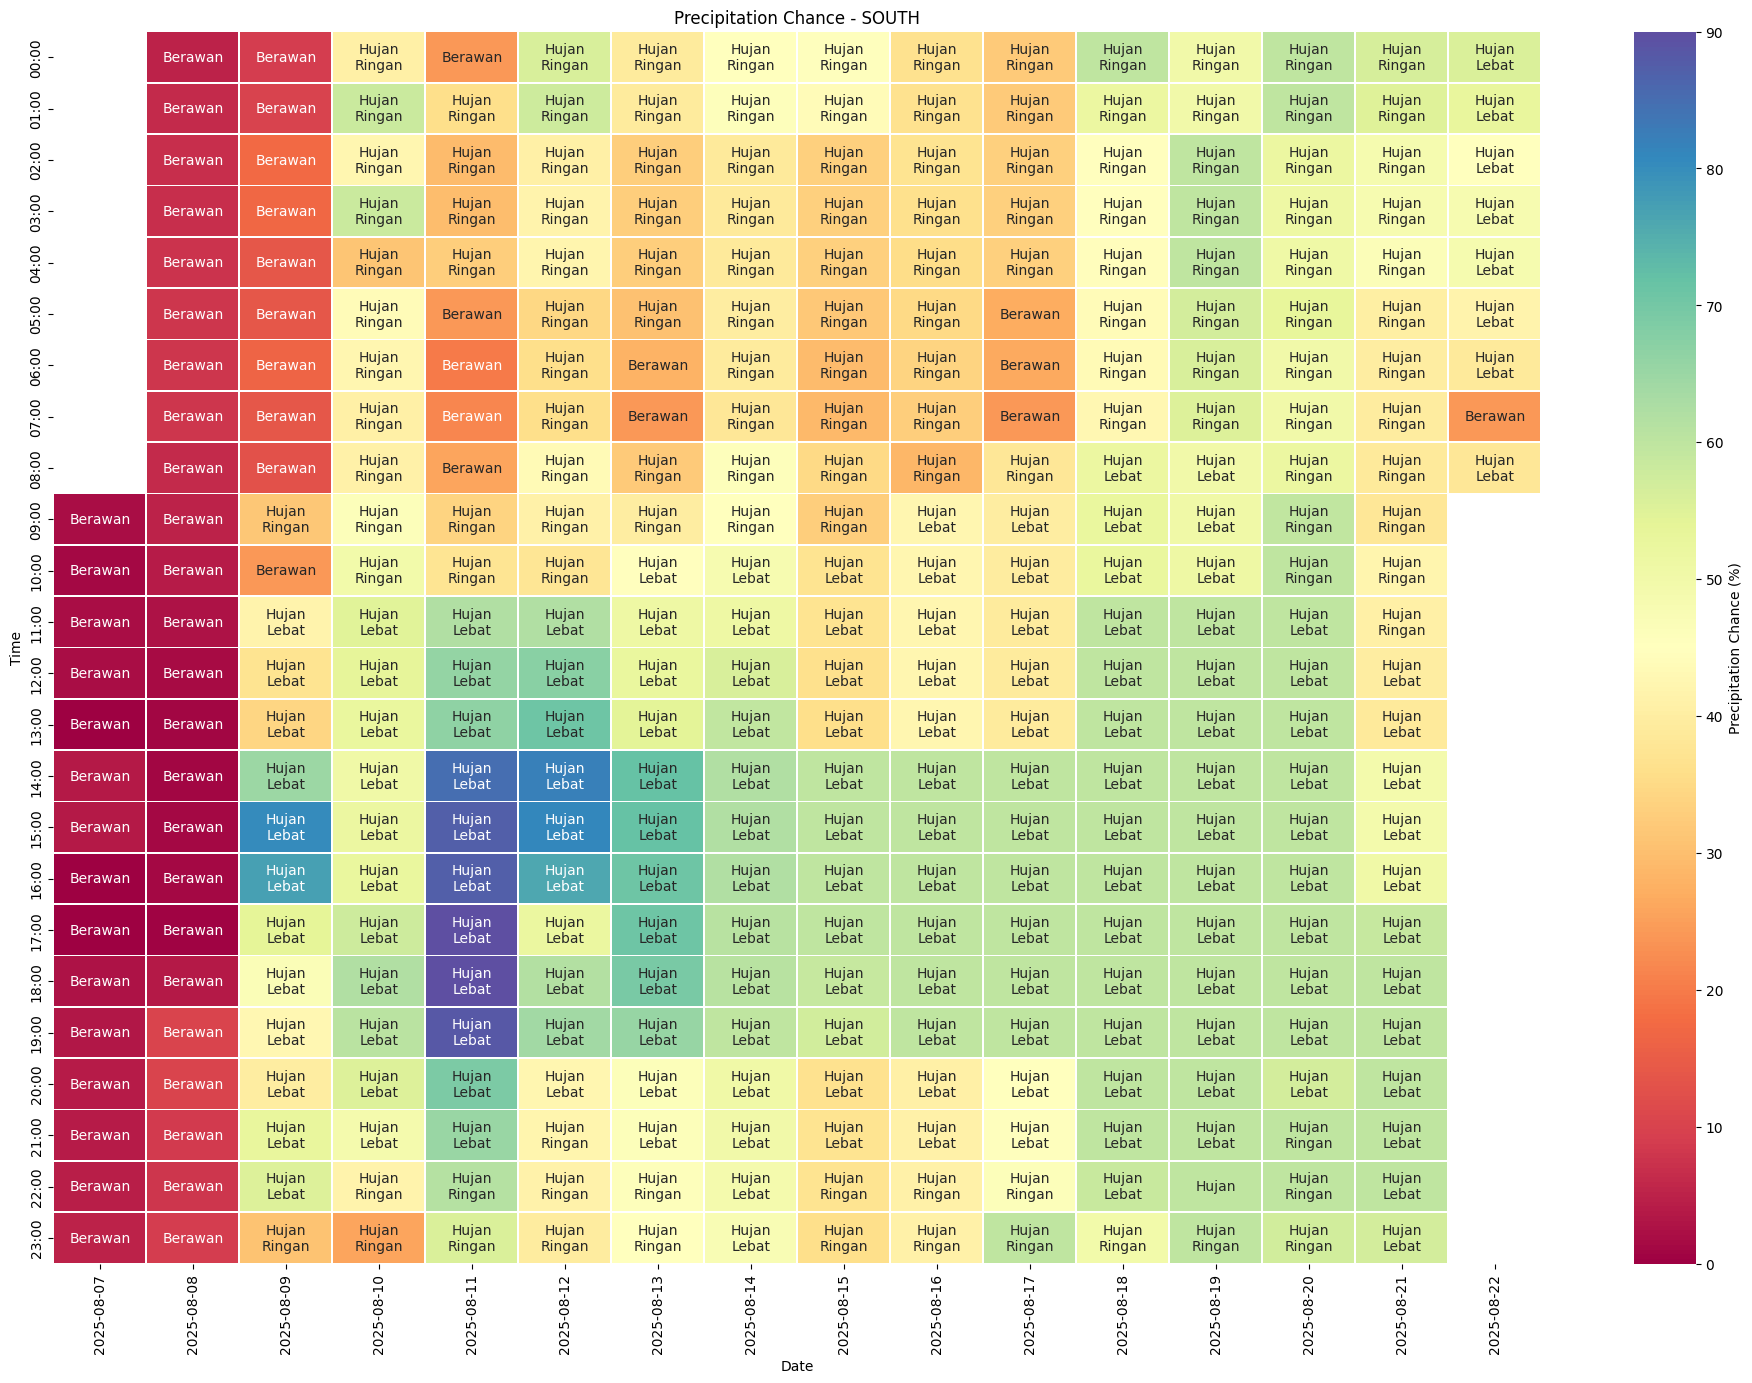 Precipitation Chance - SOUTH
00:00 Berawan Berawan Hujan Ringan Berawan Hujan Ringan Hujan Ringan Hujan Ringan Hujan Ringan Hujan Ringan Hujan Ringan Hujan Ringan Hujan Ringan Hujan Ringan Hujan Ringan Hujan Lebat
01:00 Berawan Berawan Hujan Ringan Hujan Ringan Hujan Ringan Hujan Ringan Hujan Ringan Hujan Ringan Hujan Ringan Hujan Ringan Hujan Ringan Hujan Ringan Hujan Ringan Hujan Ringan Hujan Lebat
02:00 Berawan Berawan Hujan Ringan Hujan Ringan Hujan Ringan Hujan Ringan Hujan Ringan Hujan Ringan Hujan Ringan Hujan Ringan Hujan Ringan Hujan Ringan Hujan Ringan Hujan Ringan Hujan Lebat
03:00 Berawan Berawan Hujan Ringan Hujan Ringan Hujan Ringan Hujan Ringan Hujan Ringan Hujan Ringan Hujan Ringan Hujan Ringan Hujan Ringan Hujan Ringan Hujan Ringan Hujan Ringan Hujan Lebat
04:00 Berawan Berawan Hujan Ringan Hujan Ringan Hujan Ringan Hujan Ringan Hujan Ringan Hujan Ringan Hujan Ringan Hujan Ringan Hujan Ringan Hujan Ringan Hujan Ringan Hujan Ringan Hujan Lebat
05:00 Berawan Berawan Hujan Ringan Berawan Hujan Ringan Hujan Ringan Hujan Ringan Hujan Ringan Hujan Ringan Berawan Hujan Ringan Hujan Ringan Hujan Ringan Hujan Ringan Hujan Lebat
06:00 Berawan Berawan Hujan Ringan Berawan Hujan Ringan Berawan Hujan Ringan Hujan Ringan Hujan Ringan Berawan Hujan Ringan Hujan Ringan Hujan Ringan Hujan Ringan Hujan Lebat
07:00 Berawan Berawan Hujan Ringan Berawan Hujan Ringan Berawan Hujan Ringan Hujan Ringan Hujan Ringan Berawan Hujan Ringan Hujan Ringan Hujan Ringan Hujan Ringan Berawan
08:00 Berawan Berawan Hujan Ringan Berawan Hujan Ringan Hujan Ringan Hujan Ringan Hujan Ringan Hujan Ringan Hujan Ringan Hujan Lebat Hujan Lebat Hujan Ringan Hujan Ringan Hujan Lebat
09:00 Berawan Berawan Hujan Ringan Hujan Ringan Hujan Ringan Hujan Ringan Hujan Ringan Hujan Ringan Hujan Ringan Hujan Lebat Hujan Lebat Hujan Lebat Hujan Lebat Hujan Ringan Hujan Ringan
10:00 Berawan Berawan Berawan Hujan Ringan Hujan Ringan Hujan Ringan Hujan Lebat Hujan Lebat Hujan Lebat Hujan Lebat Hujan Lebat Hujan Lebat Hujan Lebat Hujan Ringan Hujan Ringan
11:00 Berawan Berawan Hujan Lebat Hujan Lebat Hujan Lebat Hujan Lebat Hujan Lebat Hujan Lebat Hujan Lebat Hujan Lebat Hujan Lebat Hujan Lebat Hujan Lebat Hujan Lebat Hujan Ringan
12:00 Berawan Berawan Hujan Lebat Hujan Lebat Hujan Lebat Hujan Lebat Hujan Lebat Hujan Lebat Hujan Lebat Hujan Lebat Hujan Lebat Hujan Lebat Hujan Lebat Hujan Lebat Hujan Lebat
13:00 Berawan Berawan Hujan Lebat Hujan Lebat Hujan Lebat Hujan Lebat Hujan Lebat Hujan Lebat Hujan Lebat Hujan Lebat Hujan Lebat Hujan Lebat Hujan Lebat Hujan Lebat Hujan Lebat
14:00 Berawan Berawan Hujan Lebat Hujan Lebat Hujan Lebat Hujan Lebat Hujan Lebat Hujan Lebat Hujan Lebat Hujan Lebat Hujan Lebat Hujan Lebat Hujan Lebat Hujan Lebat Hujan Lebat
15:00 Berawan Berawan Hujan Lebat Hujan Lebat Hujan Lebat Hujan Lebat Hujan Lebat Hujan Lebat Hujan Lebat Hujan Lebat Hujan Lebat Hujan Lebat Hujan Lebat Hujan Lebat Hujan Lebat
16:00 Berawan Berawan Hujan Lebat Hujan Lebat Hujan Lebat Hujan Lebat Hujan Lebat Hujan Lebat Hujan Lebat Hujan Lebat Hujan Lebat Hujan Lebat Hujan Lebat Hujan Lebat Hujan Lebat
17:00 Berawan Berawan Hujan Lebat Hujan Lebat Hujan Lebat Hujan Lebat Hujan Lebat Hujan Lebat Hujan Lebat Hujan Lebat Hujan Lebat Hujan Lebat Hujan Lebat Hujan Lebat Hujan Lebat
18:00 Berawan Berawan Hujan Lebat Hujan Lebat Hujan Lebat Hujan Lebat Hujan Lebat Hujan Lebat Hujan Lebat Hujan Lebat Hujan Lebat Hujan Lebat Hujan Lebat Hujan Lebat Hujan Lebat
19:00 Berawan Berawan Hujan Lebat Hujan Lebat Hujan Lebat Hujan Lebat Hujan Lebat Hujan Lebat Hujan Lebat Hujan Lebat Hujan Lebat Hujan Lebat Hujan Lebat Hujan Lebat Hujan Lebat
20:00 Berawan Berawan Hujan Lebat Hujan Lebat Hujan Lebat Hujan Lebat Hujan Lebat Hujan Lebat Hujan Lebat Hujan Lebat Hujan Lebat Hujan Lebat Hujan Lebat Hujan Lebat Hujan Lebat
21:00 Berawan Berawan Hujan Lebat Hujan Lebat Hujan Lebat Hujan Ringan Hujan Lebat Hujan Lebat Hujan Lebat Hujan Lebat Hujan Lebat Hujan Lebat Hujan Lebat Hujan Ringan Hujan Lebat
22:00 Berawan Berawan Hujan Lebat Hujan Ringan Hujan Ringan Hujan Ringan Hujan Ringan Hujan Lebat Hujan Ringan Hujan Ringan Hujan Ringan Hujan Lebat Hujan Hujan Ringan Hujan Lebat
23:00 Berawan Berawan Hujan Ringan Hujan Ringan Hujan Ringan Hujan Ringan Hujan Ringan Hujan Lebat Hujan Ringan Hujan Ringan Hujan Ringan Hujan Ringan Hujan Ringan Hujan Ringan Hujan Lebat
Time
2025-08-07 2025-08-08 2025-08-09 2025-08-10 2025-08-11 2025-08-12 2025-08-13 2025-08-14 2025-08-15 2025-08-16 2025-08-17 2025-08-18 2025-08-19 2025-08-20 2025-08-21 2025-08-22
Date
90
80
70
60
50
40
30
20
10
0
Precipitation Chance (%)